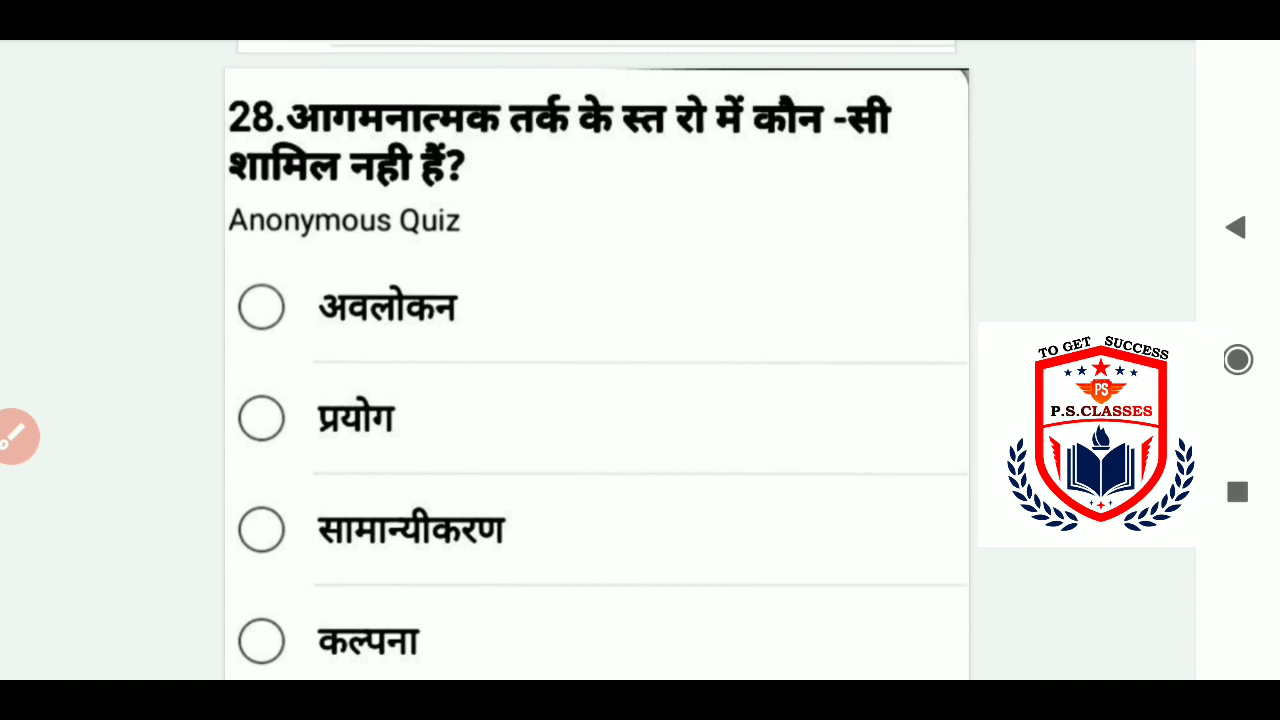 28.आगमनात्मक तर्क के स्त रो में कौन -सी
शामिल नही हैं?
Anonymous Quiz
अवलोकन
प्रयोग
सामान्यीकरण
कल्पना
TO GET SUCCESS
PS
P.S.CLASSES